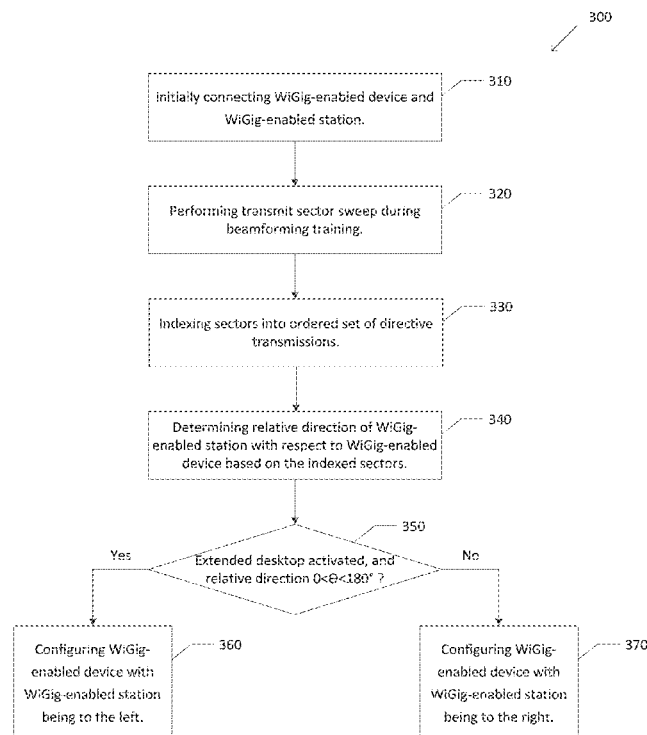 300
310
Initially connecting WiGig-enabled device and
WiGig-enabled station.
320
Performing transmit sector sweep during
beamforming training.
330
Indexing sectors into ordered set of directive
transmissions.
340
Determining relative direction of WiGig-
enabled station with respect to WiGig-enabled
device based on the indexed sectors.
350
Yes
Extended desktop activated, and
relative direction 0<Θ<180° ?
No
360
Configuring WiGig-
enabled device with
WiGig-enabled station
being to the left.
370
Configuring WiGig-
enabled device with
WiGig-enabled station
being to the right.